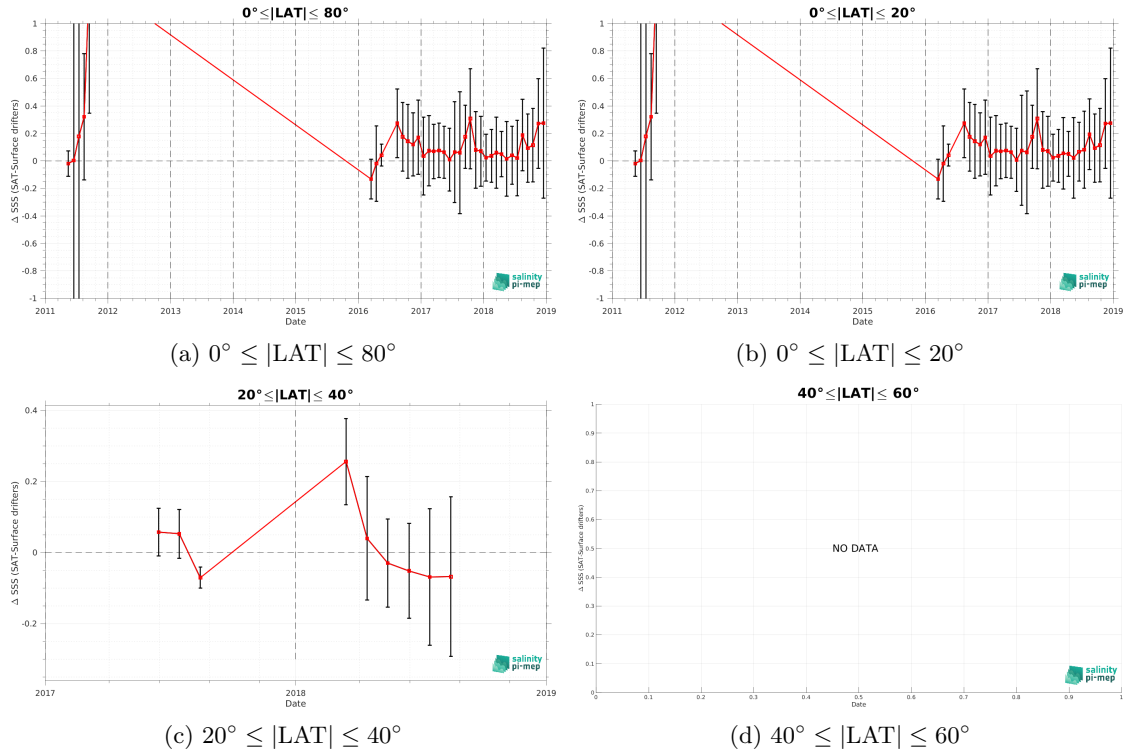 0°≤|LAT|≤ 80°
1
0.8
0.6
0.4
0.2
0
-0.2
-0.4
-0.6
-0.8
-1
Δ SSS (SAT-Surface drifters)
2011 2012 2013 2014 2015 2016 2017 2018 2019
Date
salinity
pi-mep
(a) 0° ≤ |LAT| ≤ 80°
0°≤|LAT|≤ 20°
1
0.8
0.6
0.4
0.2
0
-0.2
-0.4
-0.6
-0.8
-1
Δ SSS (SAT-Surface drifters)
2011 2012 2013 2014 2015 2016 2017 2018 2019
Date
salinity
pi-mep
(b) 0° ≤ |LAT| ≤ 20°
20°≤|LAT|≤ 40°
0.4
0.2
0
-0.2
Δ SSS (SAT-Surface drifters)
2017 2018 2019
Date
salinity
pi-mep
(c) 20° ≤ |LAT| ≤ 40°
40°≤|LAT|≤ 60°
1
0.9
0.8
0.7
0.6
0.5
0.4
0.3
0.2
0.1
0
Δ SSS (SAT-Surface drifters)
NO DATA
0 0.1 0.2 0.3 0.4 0.5 0.6 0.7 0.8 0.9 1
Date
salinity
pi-mep
(d) 40° ≤ |LAT| ≤ 60°